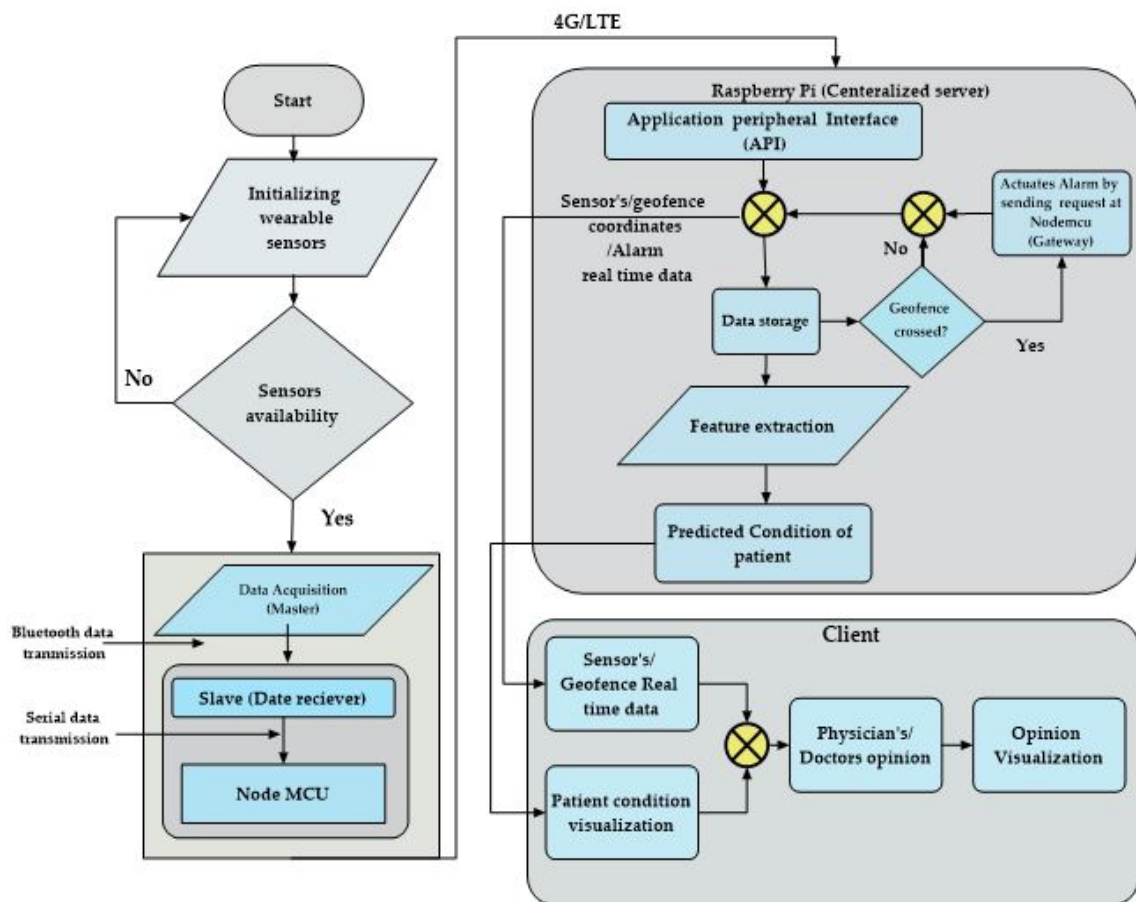 4G/LTE
Start
Initializing
wearable
sensors
No
Sensors
availability
Yes
Data Acquisition
(Master)
Bluetooth data
tranmission
Slave (Date reciever)
Serial data
transmission
Node MCU
Raspberry Pi (Centeralized server)
Application peripheral Interface
(API)
Sensor's/geofence
coordinates
/Alarm
real time data
Actuates Alarm by
sending request at
Nodemcu
(Gateway)
No
Data storage
Geofence
crossed?
Yes
Feature extraction
Predicted Condition of
patient
Client
Sensor's/
Geofence Real
time data
Physician's/
Doctors opinion
Opinion
Visualization
Patient condition
visualization